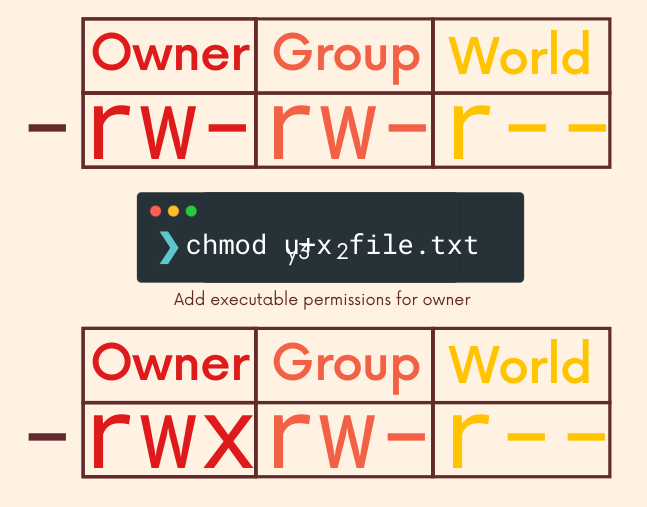 Owner Group World
- rw- rw- r--
❯ chmod u+x file.txt
Add executable permissions for owner
Owner Group World
- rwx rw- r--